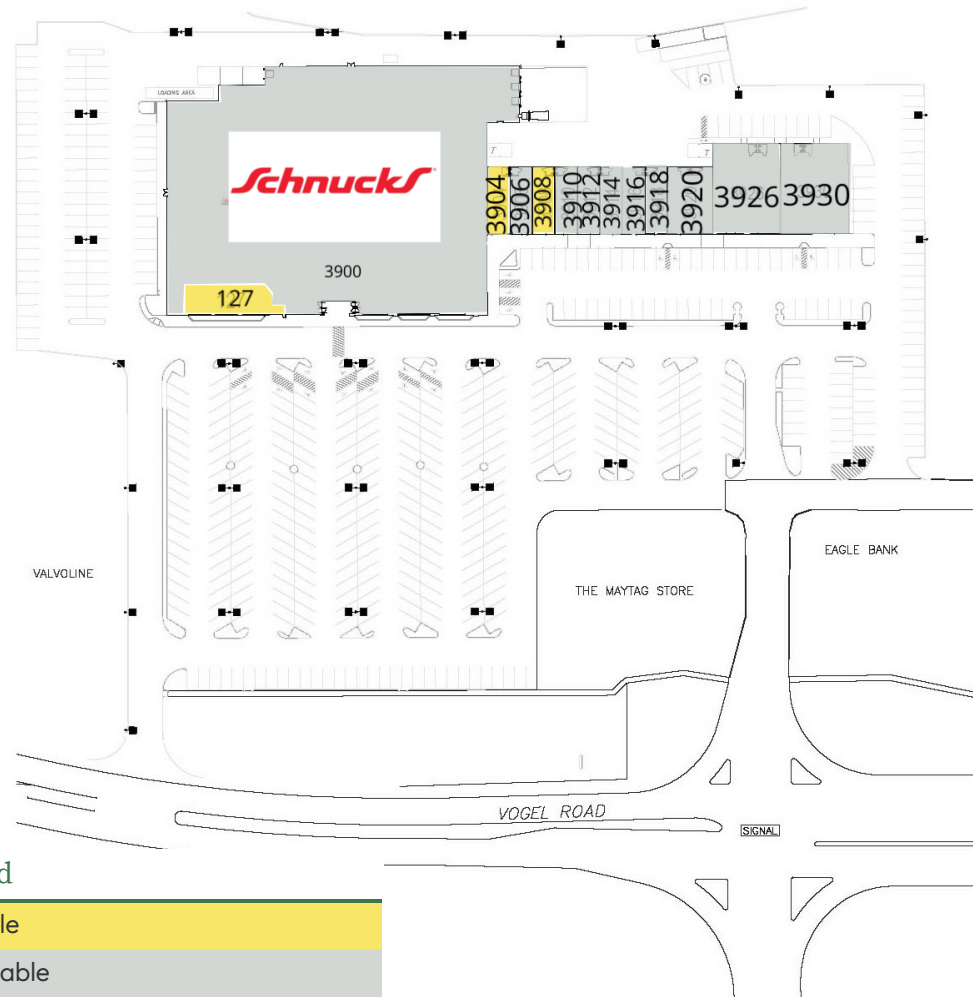 LOADING AREA
Schnucks
T
T
3904
3906
3908
3910
3912
3914
3916
3918
3920
3926
3930
3900
127
VALVOLINE
THE MAYTAG STORE
EAGLE BANK
VOGEL ROAD
SIGNAL
d
le
able